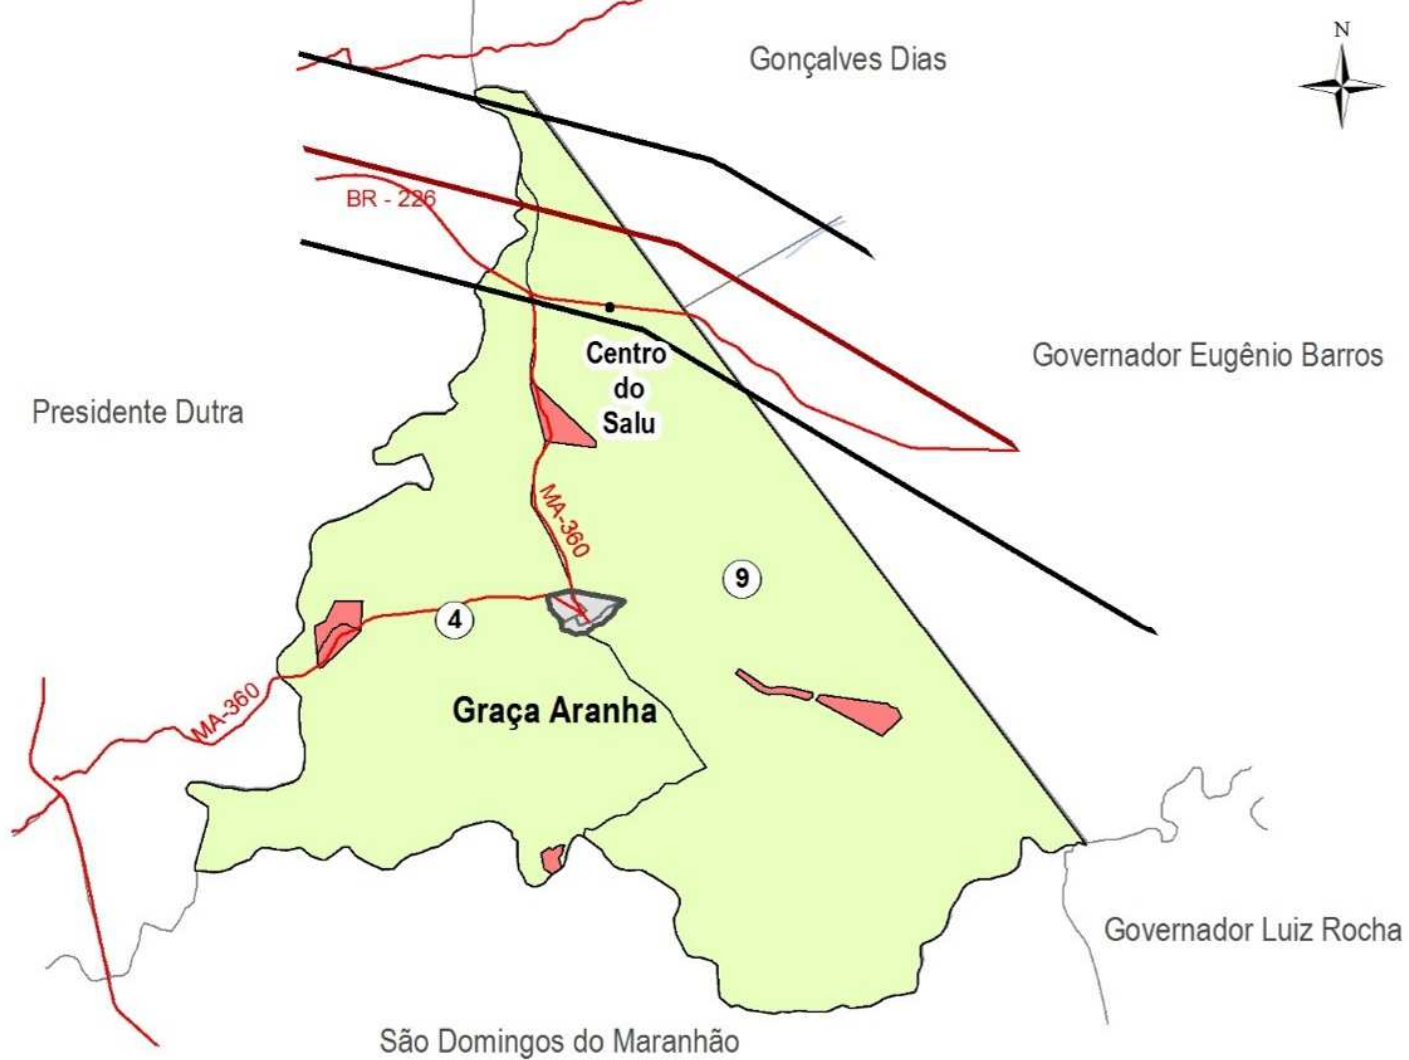 N
Gonçalves Dias
BR - 226
Governador Eugênio Barros
Centro
do
Salu
Presidente Dutra
MA-360
9
4
MA-360
Graça Aranha
Governador Luiz Rocha
São Domingos do Maranhão